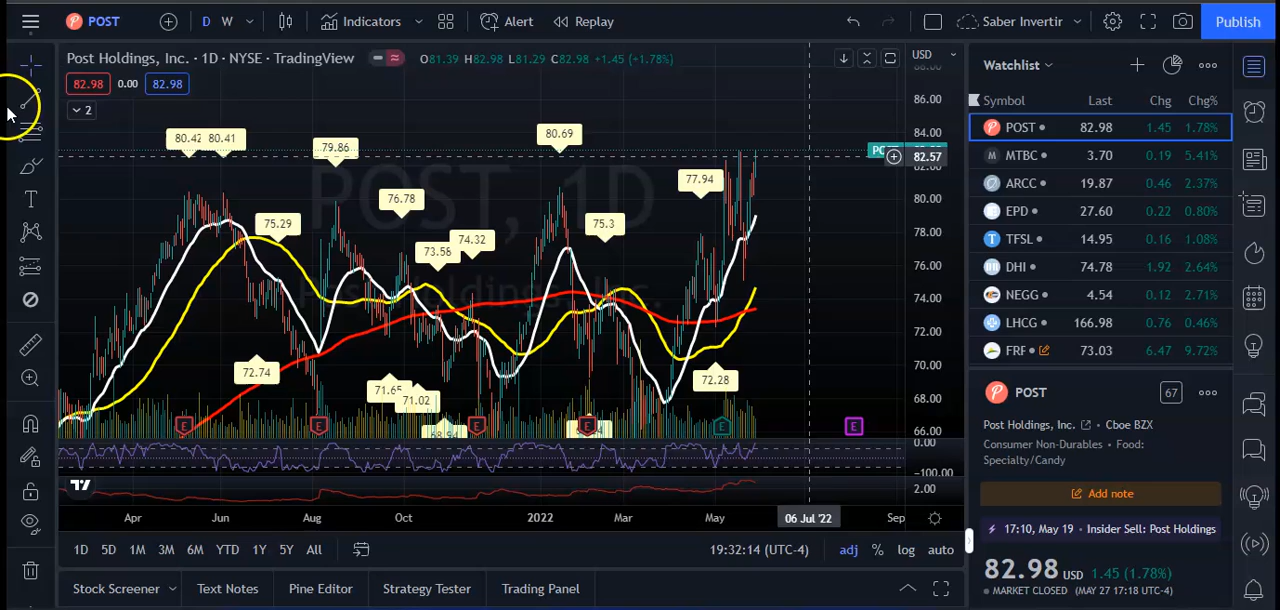 POST
D W
Indicators
Alert
Replay
Saber Invertir
Publish
Post Holdings, Inc. · 1D · NYSE · TradingView
O81.39 H82.98 L81.29 C82.98 +1.45 (+1.78%)
USD
82.98 0.00 82.98
2
POST, 1D
Post Holdings, Inc.
80.41
79.86
80.69
77.94
76.78
75.29
73.58
74.32
75.3
72.74
71.65
71.02
72.28
E E E E E E
86.00
84.00
82.57
80.00
78.00
76.00
74.00
72.00
70.00
68.00
66.00
0.00
-100.00
2.00
Apr Jun Aug Oct 2022 Mar May 06 Jul '22 Sep
1D 5D 1M 3M 6M YTD 1Y 5Y All
19:32:14 (UTC-4) adj % log auto
Stock Screener Text Notes Pine Editor Strategy Tester Trading Panel
Watchlist
Symbol Last Chg Chg%
POST 82.98 1.45 1.78%
MTBC 3.70 0.19 5.41%
ARCC 19.87 0.46 2.37%
EPD 27.60 0.22 0.80%
TFSL 14.95 0.16 1.08%
DHI 74.78 1.92 2.64%
NEGG 4.54 0.12 2.71%
LHCG 166.98 0.76 0.46%
FRF 73.03 6.47 9.72%
POST
67
Post Holdings, Inc. · Cboe BZX
Consumer Non-Durables · Food:
Specialty/Candy
Add note
17:10, May 19 · Insider Sell: Post Holdings
82.98 USD 1.45 (1.78%)
MARKET CLOSED (MAY 27 17:18 UTC-4)